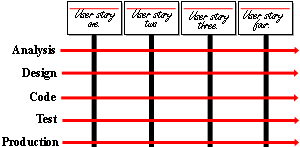 User story
one.
User story
two
User story
three.
User story
four.
Analysis
Design
Code
Test
Production